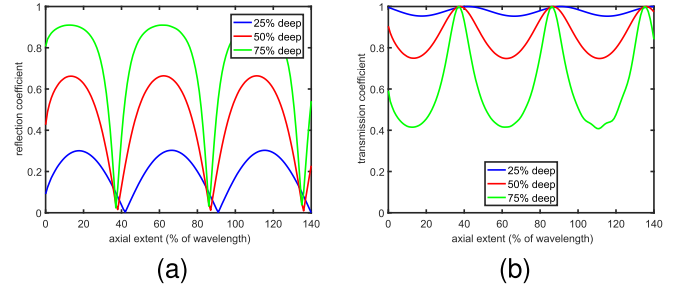 1
0.8
0.6
0.4
0.2
0
reflection coefficient
25% deep
50% deep
75% deep
0 20 40 60 80 100 120 140
axial extent (% of wavelength)
(a)
1
0.8
0.6
0.4
0.2
0
transmission coefficient
25% deep
50% deep
75% deep
0 20 40 60 80 100 120 140
axial extent (% of wavelength)
(b)